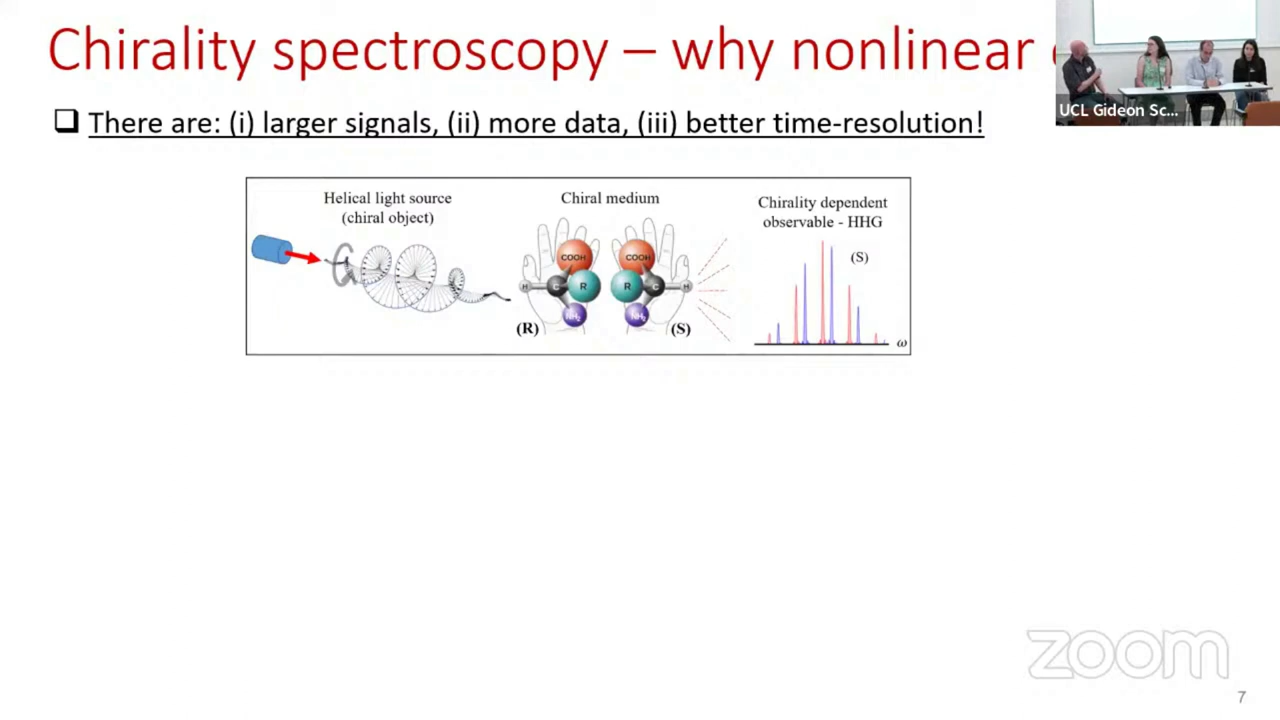 Chirality spectroscopy – why nonlinear
UCL Gideon Sc...
❑ There are: (i) larger signals, (ii) more data, (iii) better time-resolution!
Helical light source
(chiral object)
Chiral medium
Chirality dependent
observable - HHG
COOH
COOH
(S)
H
C
R
R
C
H
NH₂
NH₂
(R)
(S)
ω
zoom
7